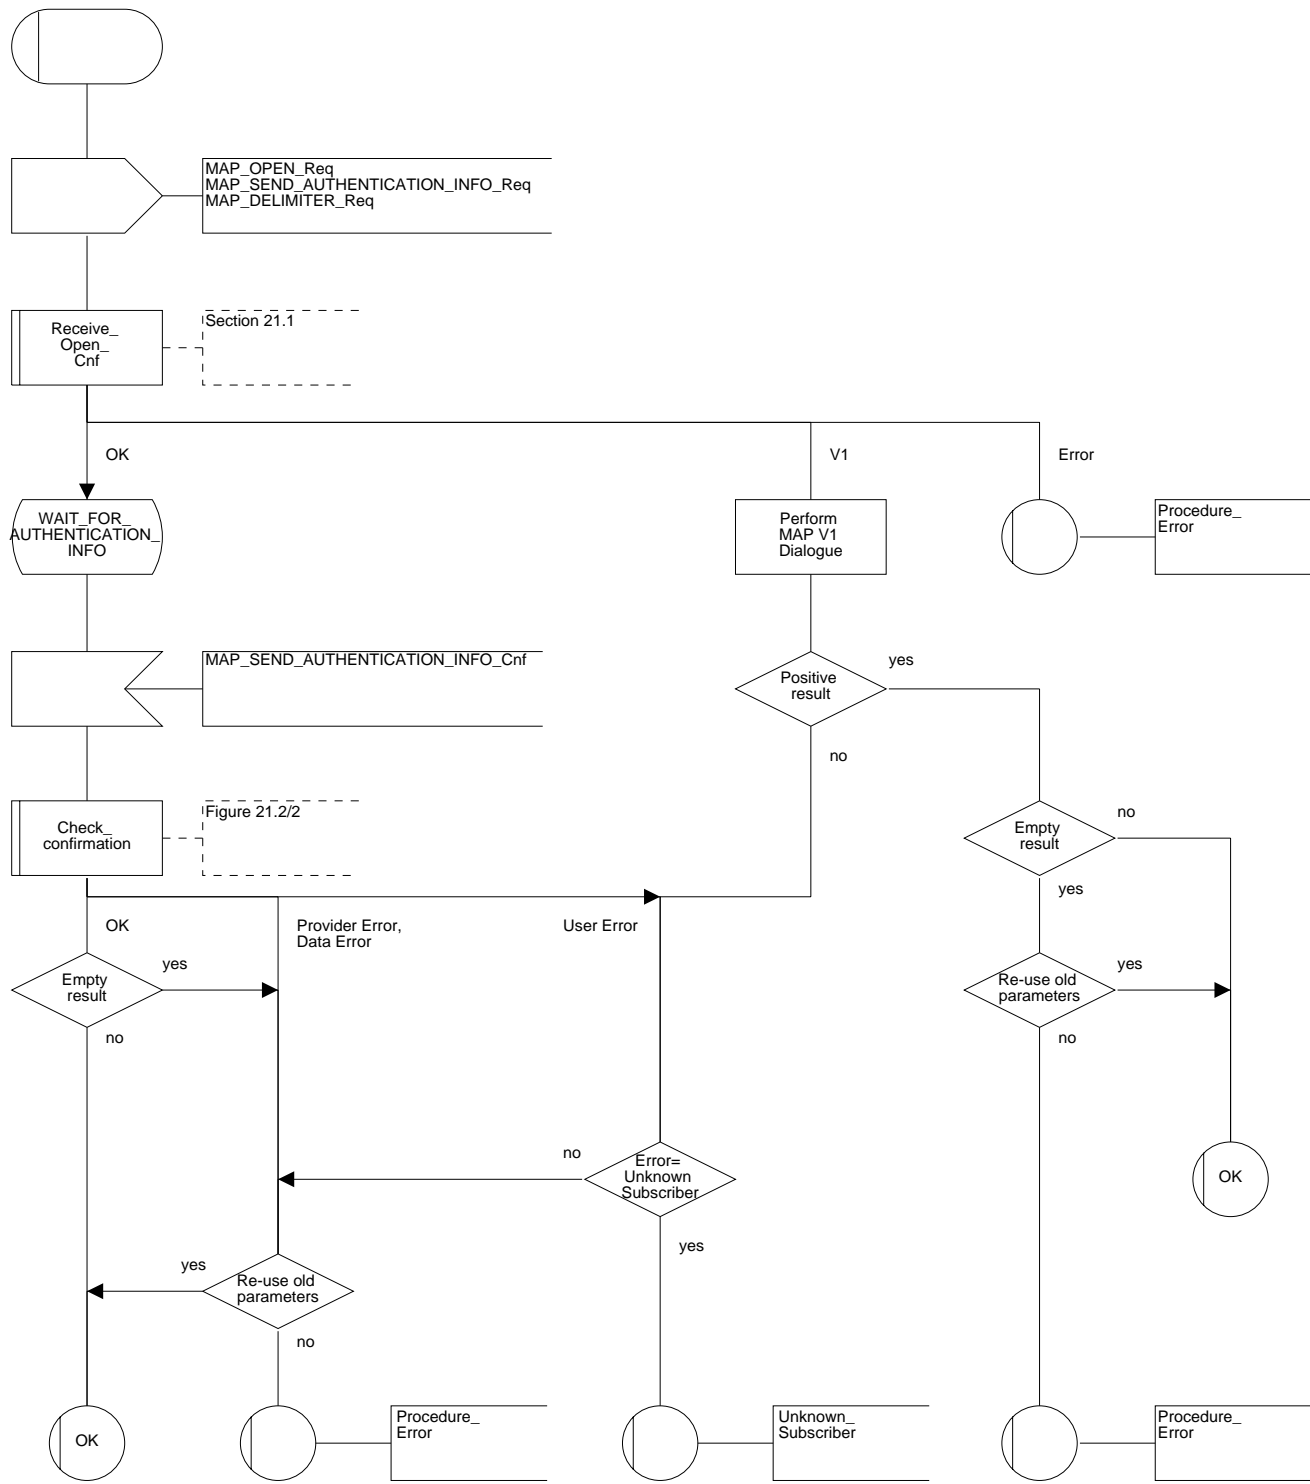 MAP_OPEN_Req
MAP_SEND_AUTHENTICATION_INFO_Req
MAP_DELIMITER_Req
Receive_
Open_
Cnf
Section 21.1
OK
V1
Error
WAIT_FOR_
AUTHENTICATION_
INFO
Perform
MAP V1
Dialogue
Procedure_
Error
MAP_SEND_AUTHENTICATION_INFO_Cnf
Positive
result
yes
no
Check_
confirmation
Figure 21.2/2
Empty
result
no
yes
OK
Provider Error,
Data Error
User Error
Empty
result
yes
no
Re-use old
parameters
yes
no
Error=
Unknown
Subscriber
no
yes
OK
Re-use old
parameters
yes
no
OK
Procedure_
Error
Unknown_
Subscriber
Procedure_
Error